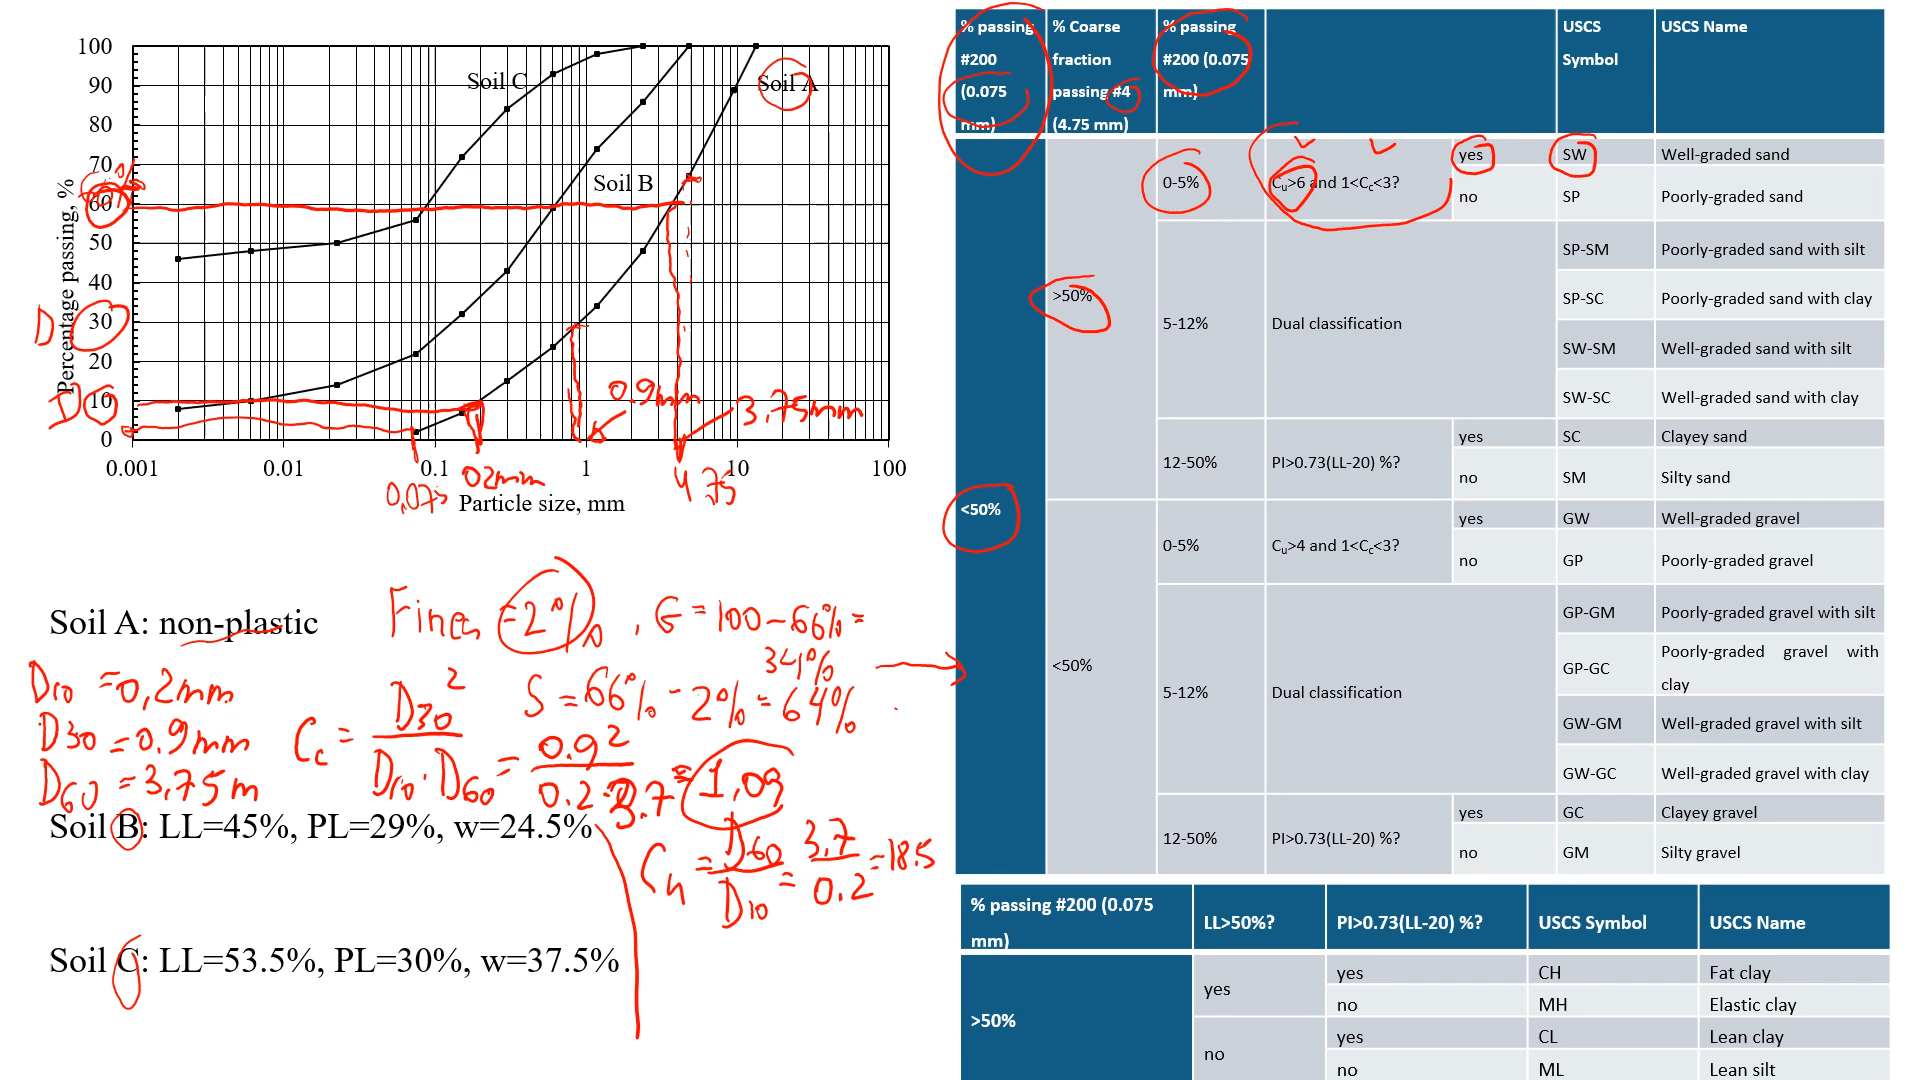 100
90
80
70
60
50
40
30
20
10
0
Percentage passing, %
Soil C
Soil B
Soil A
D
D
0.9mm
3,75mm
0.001
0.01
0.1
1
10
100
0,075
02mm
4.75
Particle size, mm
Soil A: non-plastic
Fines = 2%, G = 100 - 66% =
34%
S = 66% - 2% = 64%
D10 = 0,2mm
D30 = 0.9mm
D60 = 3,75m
Cc = D30² / D10 · D60 = 0.9² / 0.2 · 3.7 = 1,09
Soil B: LL=45%, PL=29%, w=24.5%
Cu = D60 / D10 = 3,7 / 0.2 = 18.5
Soil C: LL=53.5%, PL=30%, w=37.5%
% passing #200 (0.075 mm)
% Coarse fraction passing #4 (4.75 mm)
% passing #200 (0.075 mm)
USCS Symbol
USCS Name
<50%
>50%
0-5%
Cu>6 and 1<Cc<3?
yes
SW
Well-graded sand
no
SP
Poorly-graded sand
5-12%
Dual classification
SP-SM
Poorly-graded sand with silt
SP-SC
Poorly-graded sand with clay
SW-SM
Well-graded sand with silt
SW-SC
Well-graded sand with clay
12-50%
PI>0.73(LL-20) %?
yes
SC
Clayey sand
no
SM
Silty sand
<50%
0-5%
Cu>4 and 1<Cc<3?
yes
GW
Well-graded gravel
no
GP
Poorly-graded gravel
5-12%
Dual classification
GP-GM
Poorly-graded gravel with silt
GP-GC
Poorly-graded gravel with clay
GW-GM
Well-graded gravel with silt
GW-GC
Well-graded gravel with clay
12-50%
PI>0.73(LL-20) %?
yes
GC
Clayey gravel
no
GM
Silty gravel
% passing #200 (0.075 mm)
LL>50%?
PI>0.73(LL-20) %?
USCS Symbol
USCS Name
>50%
yes
yes
CH
Fat clay
no
MH
Elastic clay
no
yes
CL
Lean clay
no
ML
Lean silt